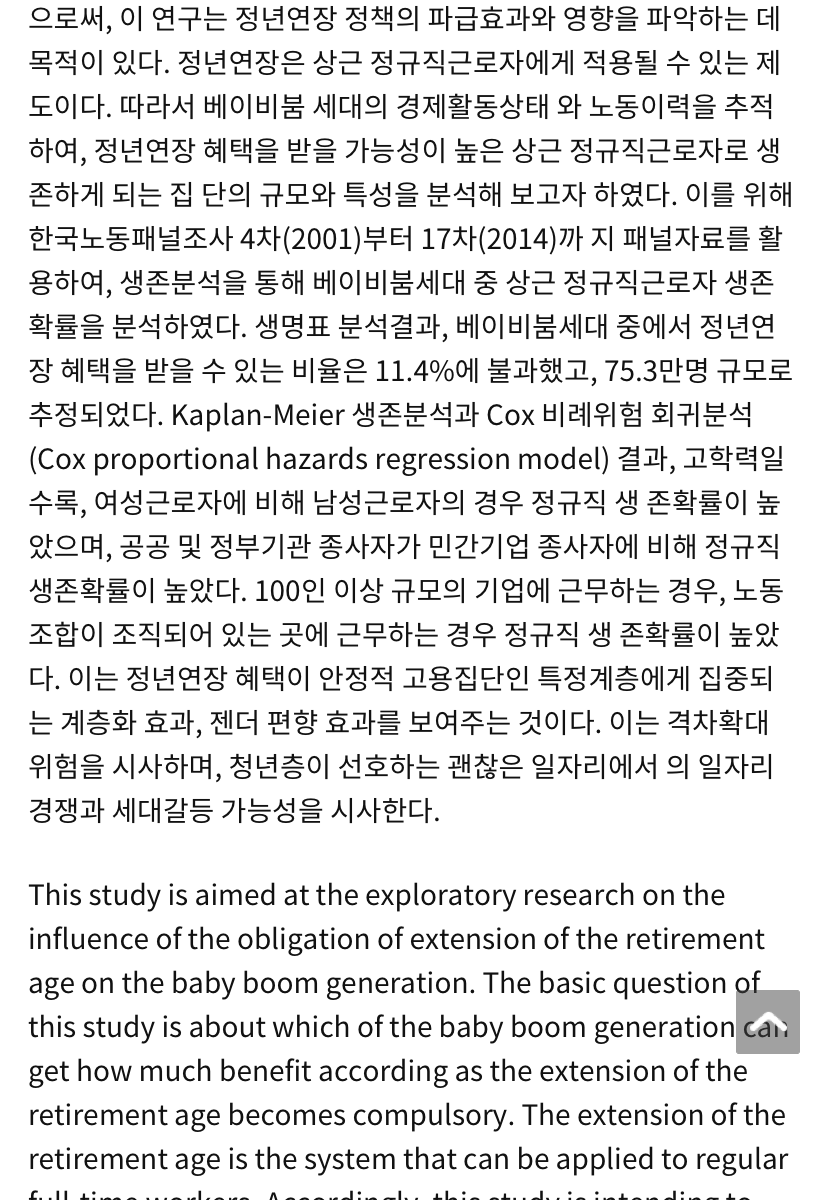 으로써, 이 연구는 정년연장 정책의 파급효과와 영향을 파악하는 데
목적이 있다. 정년연장은 상근 정규직근로자에게 적용될 수 있는 제
도이다. 따라서 베이비붐 세대의 경제활동상태 와 노동이력을 추적
하여, 정년연장 혜택을 받을 가능성이 높은 상근 정규직근로자로 생
존하게 되는 집 단의 규모와 특성을 분석해 보고자 하였다. 이를 위해
한국노동패널조사 4차(2001)부터 17차(2014)까 지 패널자료를 활
용하여, 생존분석을 통해 베이비붐세대 중 상근 정규직근로자 생존
확률을 분석하였다. 생명표 분석결과, 베이비붐세대 중에서 정년연
장 혜택을 받을 수 있는 비율은 11.4%에 불과했고, 75.3만명 규모로
추정되었다. Kaplan-Meier 생존분석과 Cox 비례위험 회귀분석
(Cox proportional hazards regression model) 결과, 고학력일
수록, 여성근로자에 비해 남성근로자의 경우 정규직 생 존확률이 높
았으며, 공공 및 정부기관 종사자가 민간기업 종사자에 비해 정규직
생존확률이 높았다. 100인 이상 규모의 기업에 근무하는 경우, 노동
조합이 조직되어 있는 곳에 근무하는 경우 정규직 생 존확률이 높았
다. 이는 정년연장 혜택이 안정적 고용집단인 특정계층에게 집중되
는 계층화 효과, 젠더 편향 효과를 보여주는 것이다. 이는 격차확대
위험을 시사하며, 청년층이 선호하는 괜찮은 일자리에서 의 일자리
경쟁과 세대갈등 가능성을 시사한다.
This study is aimed at the exploratory research on the
influence of the obligation of extension of the retirement
age on the baby boom generation. The basic question of
this study is about which of the baby boom generation can
get how much benefit according as the extension of the
retirement age becomes compulsory. The extension of the
retirement age is the system that can be applied to regular
full-time workers. Accordingly, this study is intending to